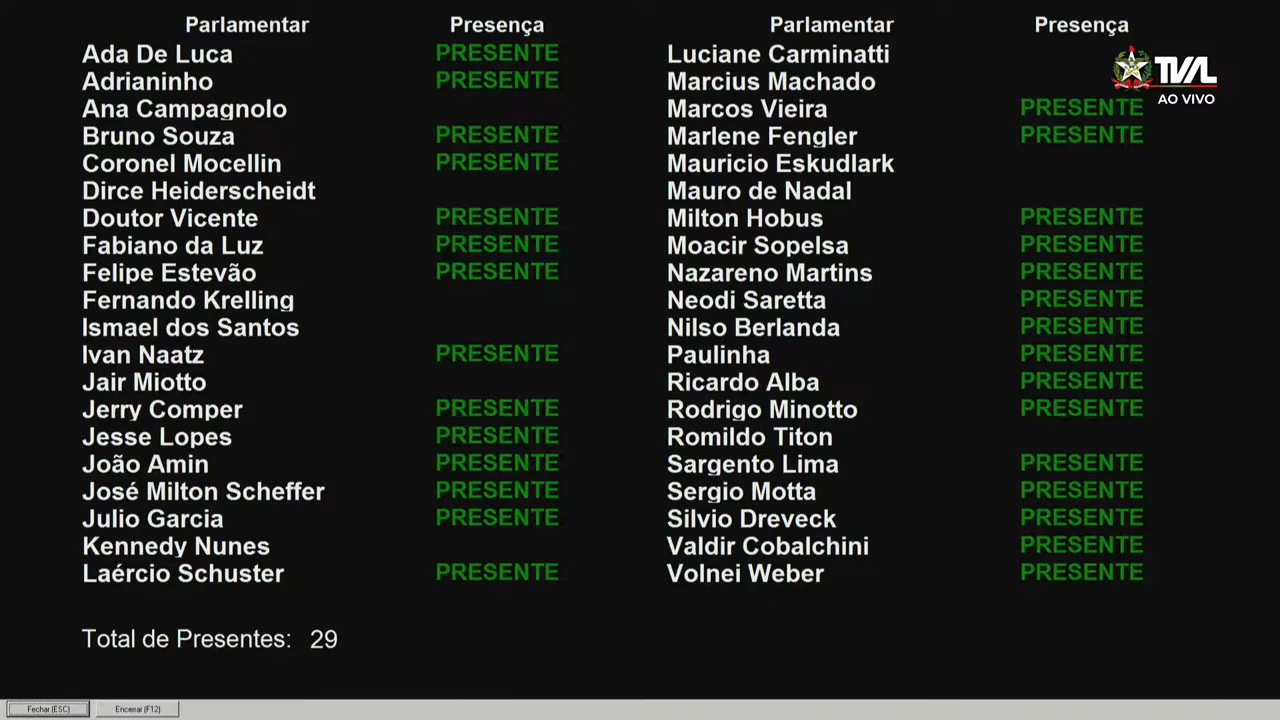 Parlamentar Presença Parlamentar Presença
Ada De Luca PRESENTE Luciane Carminatti
Adrianinho PRESENTE Marcius Machado
Ana Campagnolo Marcos Vieira PRESENTE
Bruno Souza PRESENTE Marlene Fengler PRESENTE
Coronel Mocellin PRESENTE Mauricio Eskudlark
Dirce Heiderscheidt Mauro de Nadal
Doutor Vicente PRESENTE Milton Hobus PRESENTE
Fabiano da Luz PRESENTE Moacir Sopelsa PRESENTE
Felipe Estevão PRESENTE Nazareno Martins PRESENTE
Fernando Krelling Neodi Saretta PRESENTE
Ismael dos Santos Nilso Berlanda PRESENTE
Ivan Naatz PRESENTE Paulinha PRESENTE
Jair Miotto Ricardo Alba PRESENTE
Jerry Comper PRESENTE Rodrigo Minotto PRESENTE
Jesse Lopes PRESENTE Romildo Titon
João Amin PRESENTE Sargento Lima PRESENTE
José Milton Scheffer PRESENTE Sergio Motta PRESENTE
Julio Garcia PRESENTE Silvio Dreveck PRESENTE
Kennedy Nunes Valdir Cobalchini PRESENTE
Laércio Schuster PRESENTE Volnei Weber PRESENTE
Total de Presentes: 29
TVAL
AO VIVO
Fechar (ESC) Encerrar (F12)